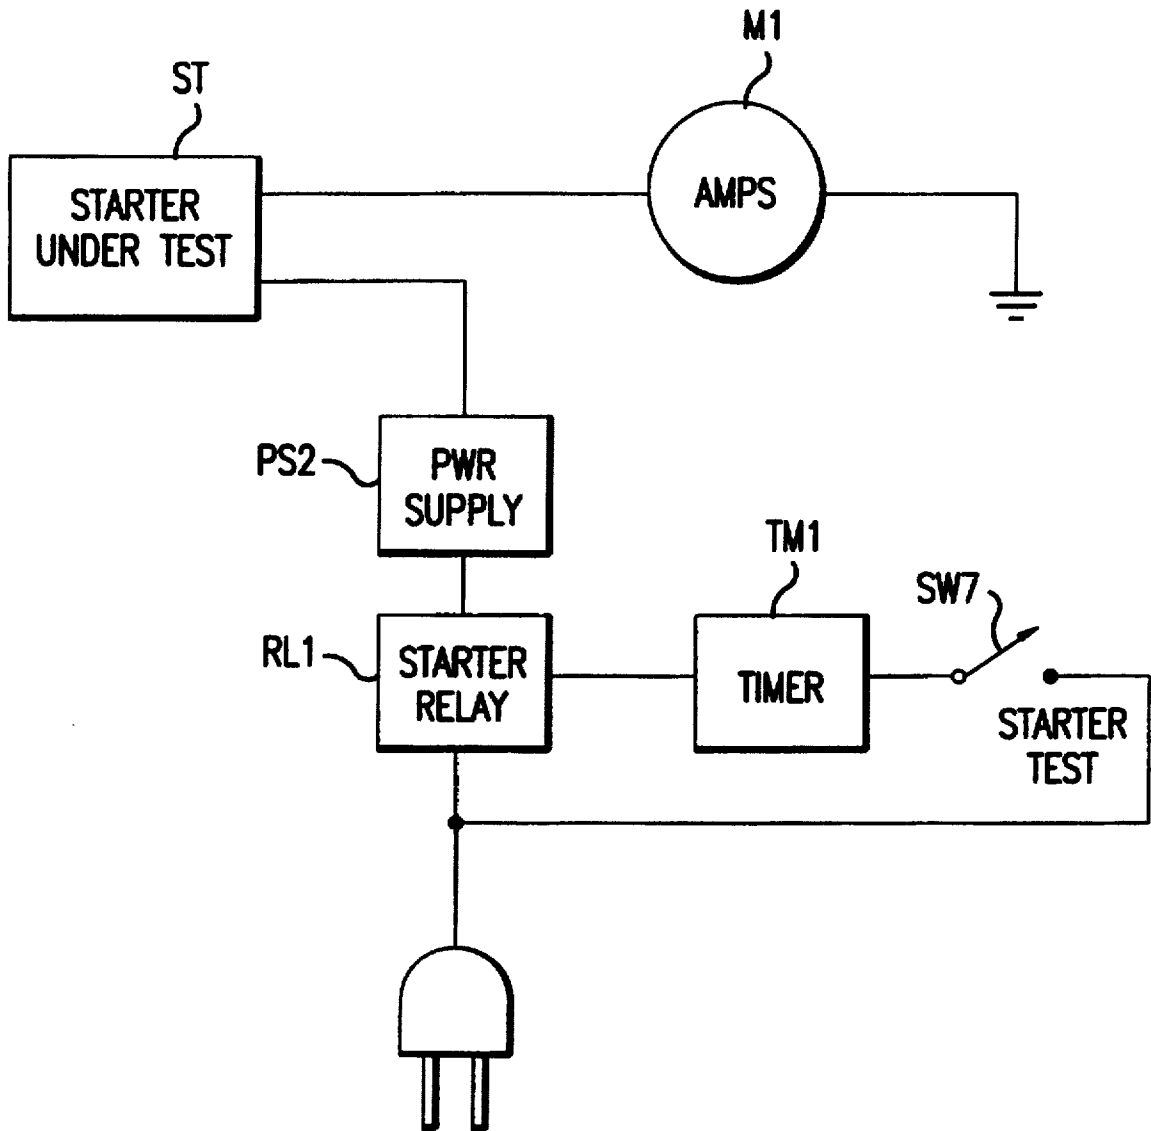 M1
ST
AMPS
STARTER
UNDER TEST
PS2
PWR
SUPPLY
TM1
SW7
RL1
STARTER
RELAY
TIMER
STARTER
TEST